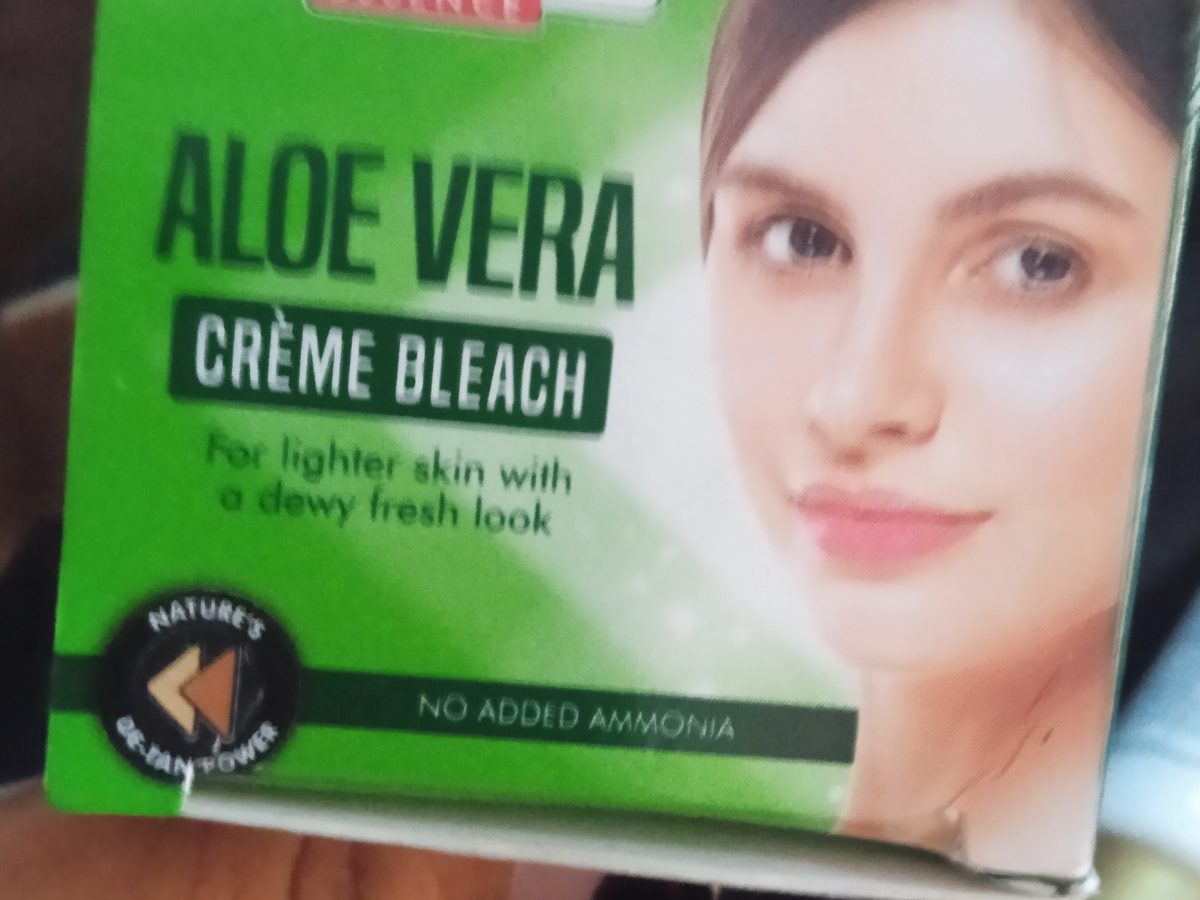 ALOE VERA
CRÈME BLEACH
For lighter skin with
a dewy fresh look
NATURE'S
DE-TAN POWER
NO ADDED AMMONIA